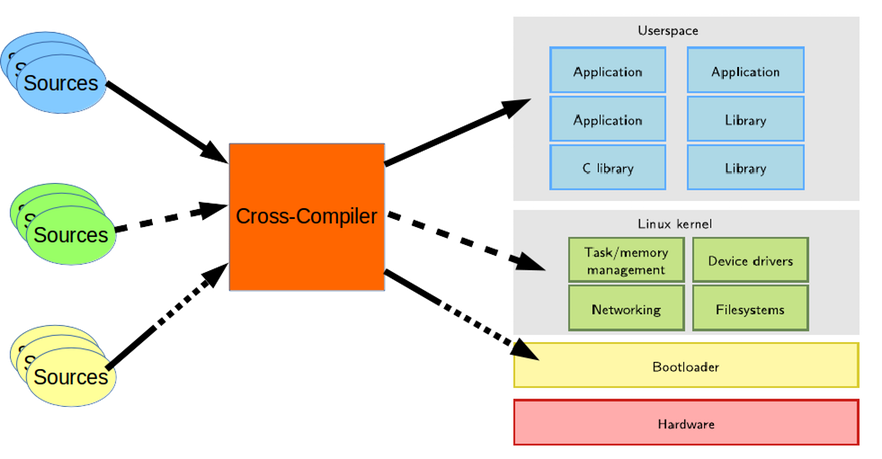 Sources
Sources
Sources
Cross-Compiler
Userspace
Application
Application
Application
Library
C library
Library
Linux kernel
Task/memory
management
Device drivers
Networking
Filesystems
Bootloader
Hardware